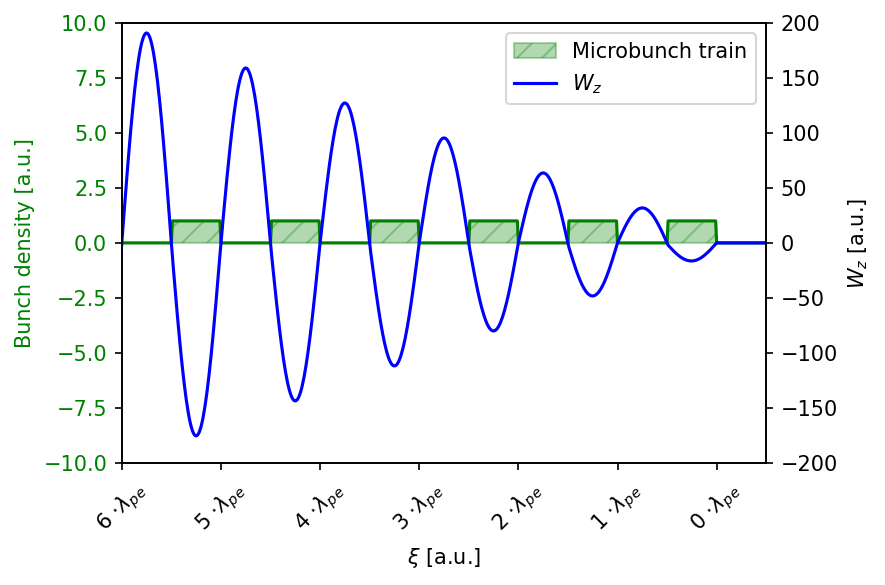 Microbunch train
W_z
Bunch density [a.u.]
10.0
7.5
5.0
2.5
0.0
−2.5
−5.0
−7.5
−10.0
200
150
100
50
0
−50
−100
−150
−200
W_z [a.u.]
6 · λ_pe
5 · λ_pe
4 · λ_pe
3 · λ_pe
2 · λ_pe
1 · λ_pe
0 · λ_pe
ξ [a.u.]